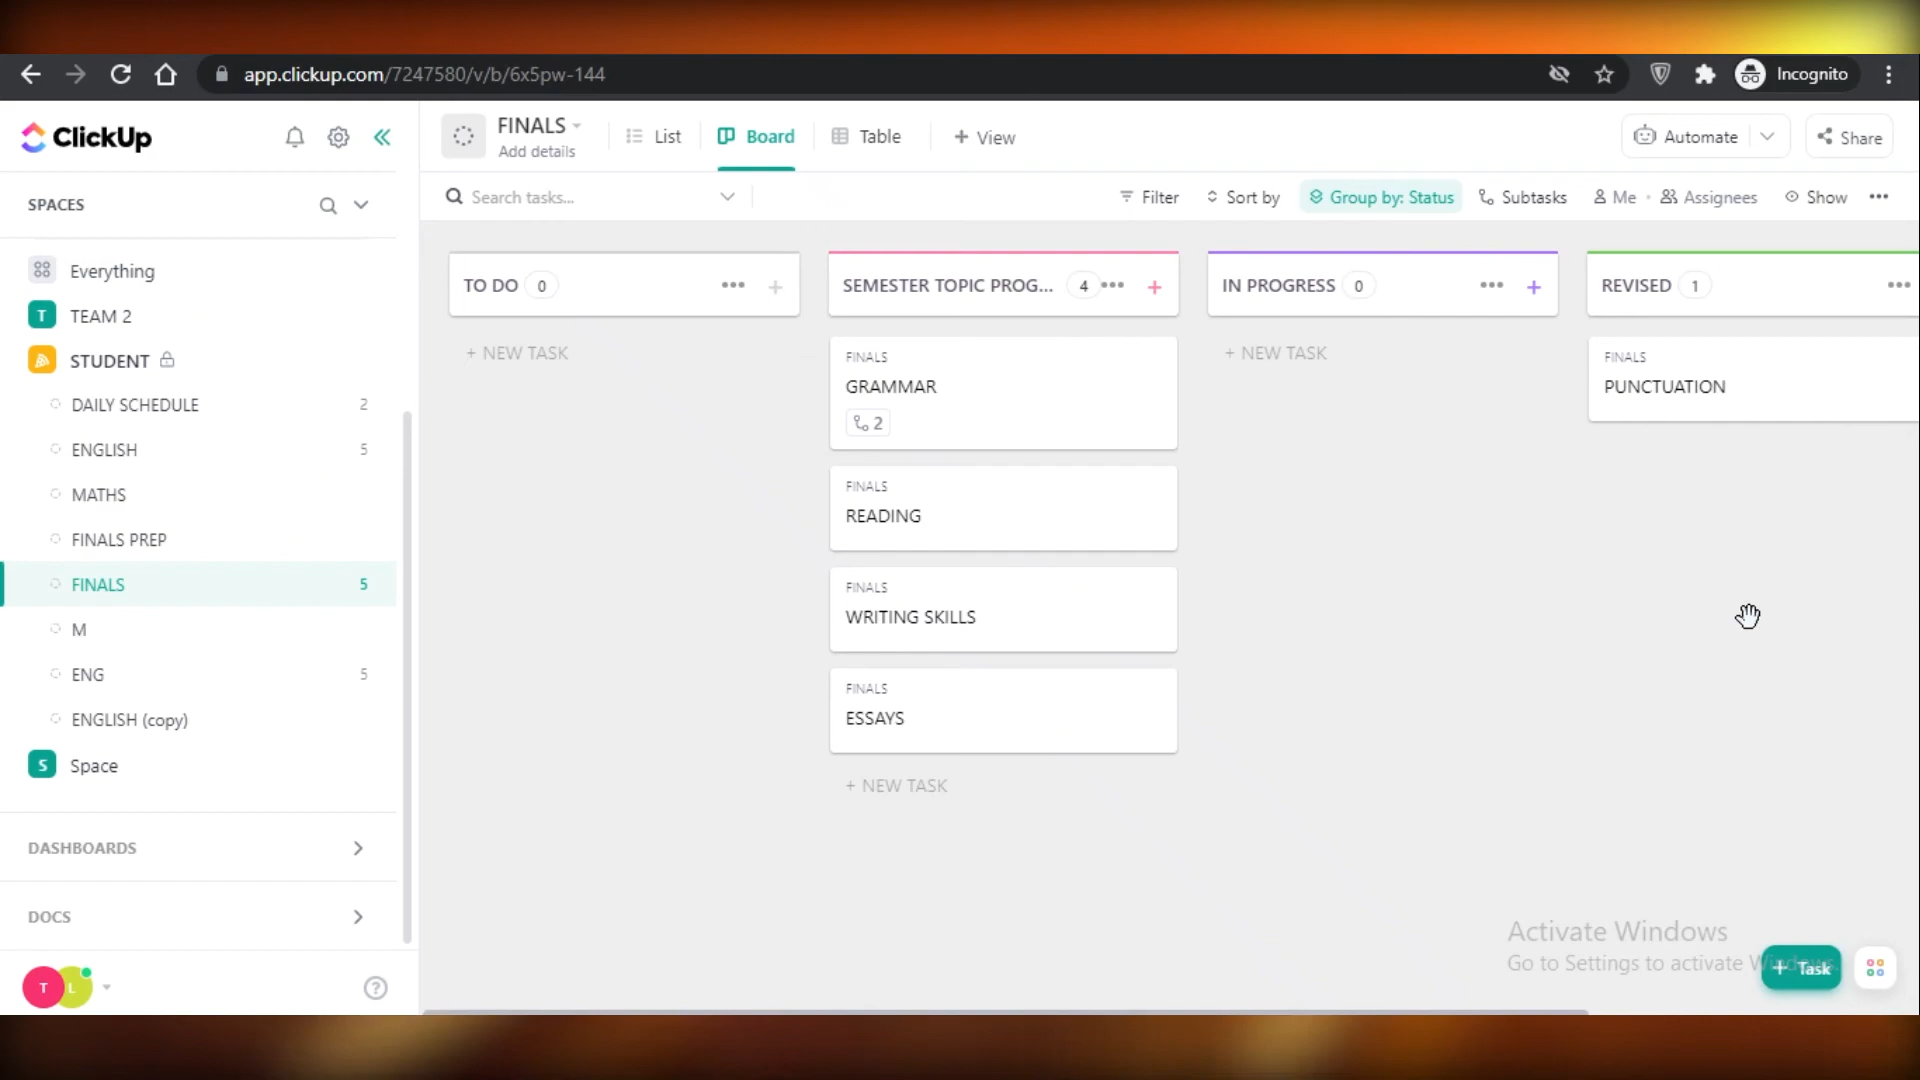 app.clickup.com/7247580/v/b/6x5pw-144
Incognito
ClickUp
FINALS
Add details
List
Board
Table
+ View
Automate
Share
SPACES
Search tasks...
Filter
Sort by
Group by: Status
Subtasks
Me
Assignees
Show
Everything
T TEAM 2
STUDENT
DAILY SCHEDULE 2
ENGLISH 5
MATHS
FINALS PREP
FINALS 5
M
ENG 5
ENGLISH (copy)
S Space
DASHBOARDS
DOCS
T L
TO DO 0
+ NEW TASK
SEMESTER TOPIC PROG... 4
FINALS
GRAMMAR
2
FINALS
READING
FINALS
WRITING SKILLS
FINALS
ESSAYS
+ NEW TASK
IN PROGRESS 0
+ NEW TASK
REVISED 1
FINALS
PUNCTUATION
Activate Windows
Go to Settings to activate Windows.
+ Task